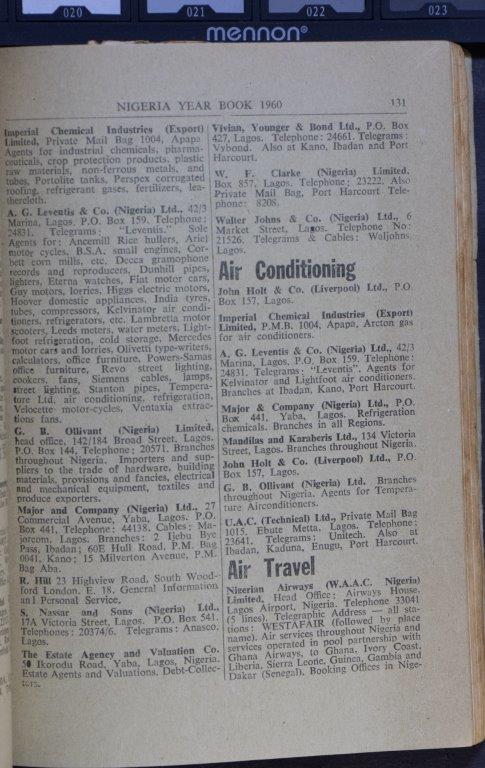 020 021 022 023
mennon®
NIGERIA YEAR BOOK 1960 131
Imperial Chemical Industries (Export)
Limited, Private Mail Bag 1004, Apapa
Agents for industrial chemicals, pharma-
ceuticals, crop protection products, plastic
raw materials, non-ferrous metals, and
tubes, Portolite tanks, Perspex corrugated
roofing, refrigerant gases, fertilizers, lea-
thercloth.
A. G. Leventis & Co. (Nigeria) Ltd., 42/3
Marina, Lagos. P.O. Box 159. Telephone:
24831. Telegrams: "Leventis." Sole
Agents for: Ancemill Rice hullers, Ariel
motor cycles, B.S.A. small engines, Cor-
bett coin safes, etc. Decca gramophone
records and reproducers, Dunhill pipes,
lighters, Eterna watches, Fiat motor cars,
Guy motors, lorries, Higgs electric motors,
Hoover domestic appliances, India tyres,
tubes, compressors, Kelvinator air condi-
tioners, refrigerators, etc. Lambretta motor
scooters, Leeds meters, water meters, Light-
foot refrigeration, cold storage, Mercedes
motor cars and lorries, Olivetti type-writers,
calculators, office furniture, Powers-Samas
office furniture, Revo street lighting,
cookers, fans, Siemens cables, lamps,
street lighting, Stanton pipes, Tempera-
ture Ltd. air conditioning, refrigeration,
Velocette motor-cycles, Ventaxia extrac-
tions fans.
G. B. Ollivant (Nigeria) Limited,
head office, 142/184 Broad Street, Lagos.
P.O. Box 144, Telephone: 20571. Branches
throughout Nigeria. Importers and sup-
pliers to the trade of hardware, building
materials, provisions and fancies, electrical
and mechanical equipment, textiles and
produce exporters.
Major and Company (Nigeria) Ltd., 27
Commercial Avenue, Yaba, Lagos. P.O.
Box 441, Telephone: 44158. Cables: Ma-
jorcom, Lagos. Branches: 2 Ijebu Bye
Pass, Ibadan; 60E Hull Road, P.M. Bag
0041, Kano; 15 Milverton Avenue, P.M.
Bag Aba.
R. Hill 23 Highview Road, South Wood-
ford London. E. 18. General Information
and Personal Service.
S. Nassar and Sons (Nigeria) Ltd.,
17A Victoria Street, Lagos. P.O. Box 541.
Telephones: 20374/6. Telegrams: Anasco.
Lagos.
The Estate Agency and Valuation Co.
50 Ikorodu Road, Yaba, Lagos, Nigeria.
Estate Agents and Valuations, Debt-Collec-
tors.
Vivian, Younger & Bond Ltd., P.O. Box
427, Lagos. Telephone: 24661. Telegrams:
Vybond. Also at Kano, Ibadan and Port
Harcourt.
W. F. Clarke (Nigeria) Limited.
Box 857, Lagos. Telephone; 23222. Also
Private Mail Bag, Port Harcourt Tele-
phone: 8208.
Walter Johns & Co. (Nigeria) Ltd., 6
Market Street, Lagos. Telephone No:
21526. Telegrams & Cables: Waljohns,
Lagos.
Air Conditioning
John Holt & Co. (Liverpool) Ltd., P.O.
Box 157, Lagos.
Imperial Chemical Industries (Export)
Limited, P.M.B. 1004, Apapa, Arcton gas
for air conditioners.
A. G. Leventis & Co. (Nigeria) Ltd., 42/3
Marina, Lagos. P.O. Box 159. Telephone:
24831. Telegrams: "Leventis". Agents for
Kelvinator and Lightfoot air conditioners.
Branches at Ibadan, Kano, Port Harcourt.
Major & Company (Nigeria) Ltd., P.O.
Box 441, Yaba, Lagos. Refrigeration
chemicals. Branches in all Regions.
Mandilas and Karaberis Ltd., 134 Victoria
Street, Lagos. Branches throughout Nigeria.
John Holt & Co. (Liverpool) Ltd., P.O.
Box 157, Lagos.
G. B. Ollivant (Nigeria) Ltd. Branches
throughout Nigeria. Agents for Tempera-
ture Airconditioners.
U.A.C. (Technical) Ltd., Private Mail Bag
1015, Ebute Metta, Lagos. Telephone:
23641, Telegrams: Unitech. Also at
Ibadan, Kaduna, Enugu, Port Harcourt.
Air Travel
Nigerian Airways (W.A.A.C. Nigeria)
Limited, Head Office; Airways House,
Lagos Airport, Nigeria. Telephone 33041
(5 lines). Telegraphic Address — all sta-
tions: WESTAFAIR (followed by place
name). Air services throughout Nigeria and
services operated in pool partnership with
Ghana Airways, to Ghana, Ivory Coast,
Liberia, Sierra Leone, Guinea, Gambia and
Dakar (Senegal). Booking Offices in Nige-